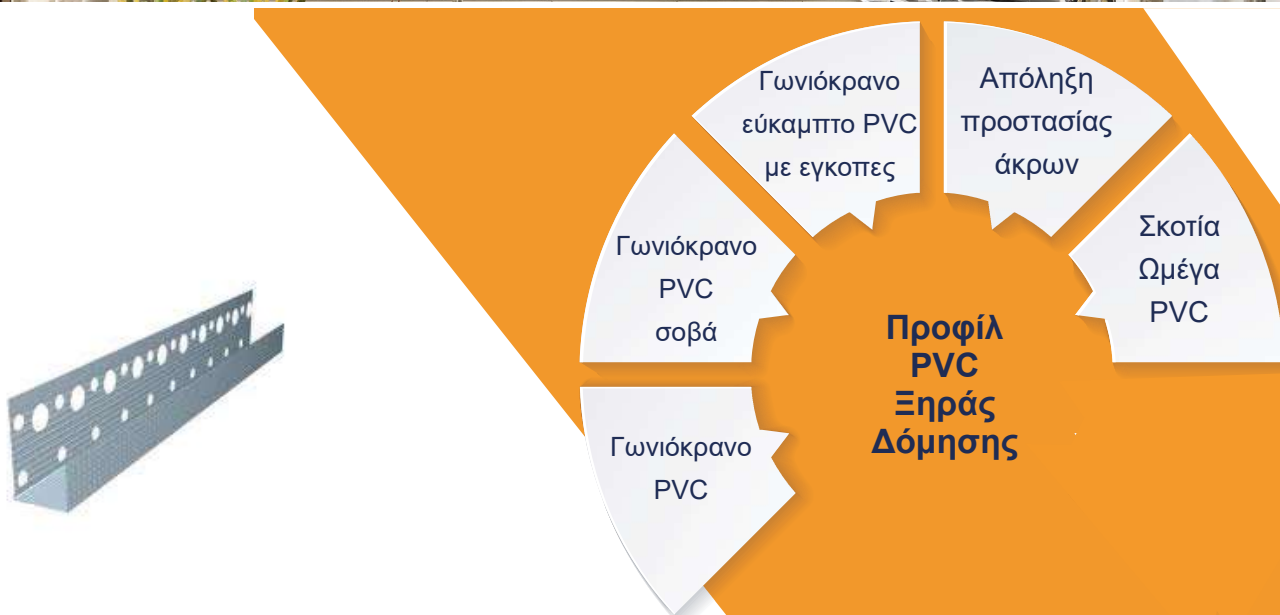 Γωνιόκρανο
εύκαμπτο PVC
με εγκοπες
Απόληξη
προστασίας
άκρων
Γωνιόκρανο
PVC
σοβά
Σκοτία
Ωμέγα
PVC
Προφίλ
PVC
Ξηράς
Δόμησης
Γωνιόκρανο
PVC